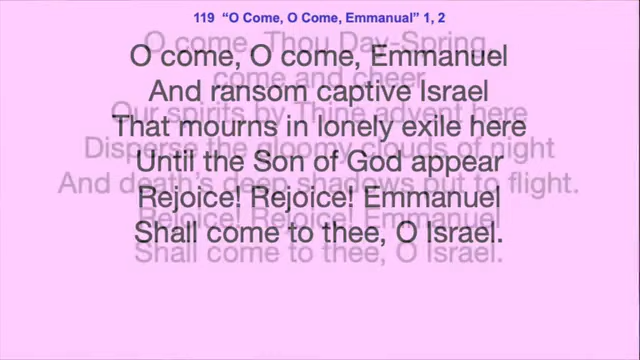 119 “O Come, O Come, Emmanual” 1, 2
O come, O come, Emmanuel
And ransom captive Israel
That mourns in lonely exile here
Until the Son of God appear
Rejoice! Rejoice! Emmanuel
Shall come to thee, O Israel.
O come, Thou Day-Spring,
come and cheer
Our spirits by Thine advent here
Disperse the gloomy clouds of night
And death's deep shadows put to flight.
Rejoice! Rejoice! Emmanuel
Shall come to thee, O Israel.